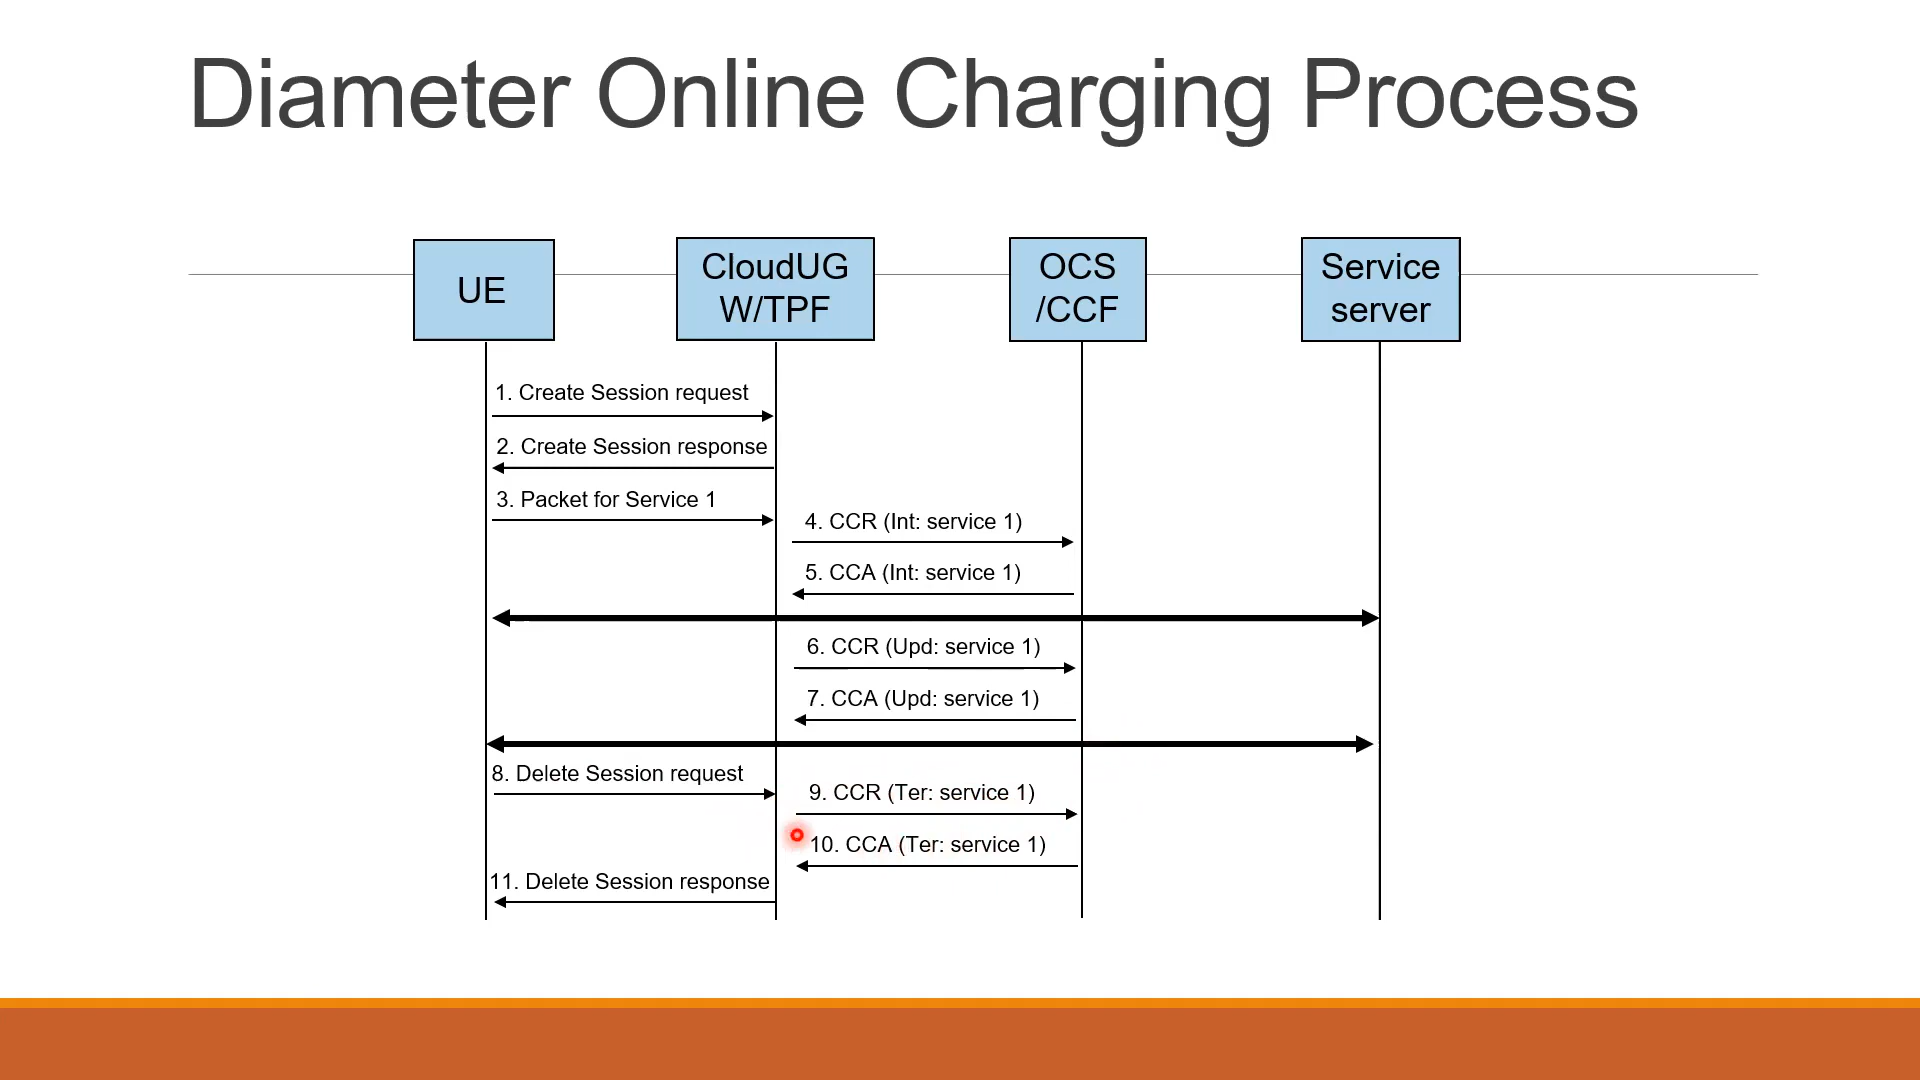 Diameter Online Charging Process
UE
CloudUG
W/TPF
OCS
/CCF
Service
server
1. Create Session request
2. Create Session response
3. Packet for Service 1
4. CCR (Int: service 1)
5. CCA (Int: service 1)
6. CCR (Upd: service 1)
7. CCA (Upd: service 1)
8. Delete Session request
9. CCR (Ter: service 1)
10. CCA (Ter: service 1)
11. Delete Session response